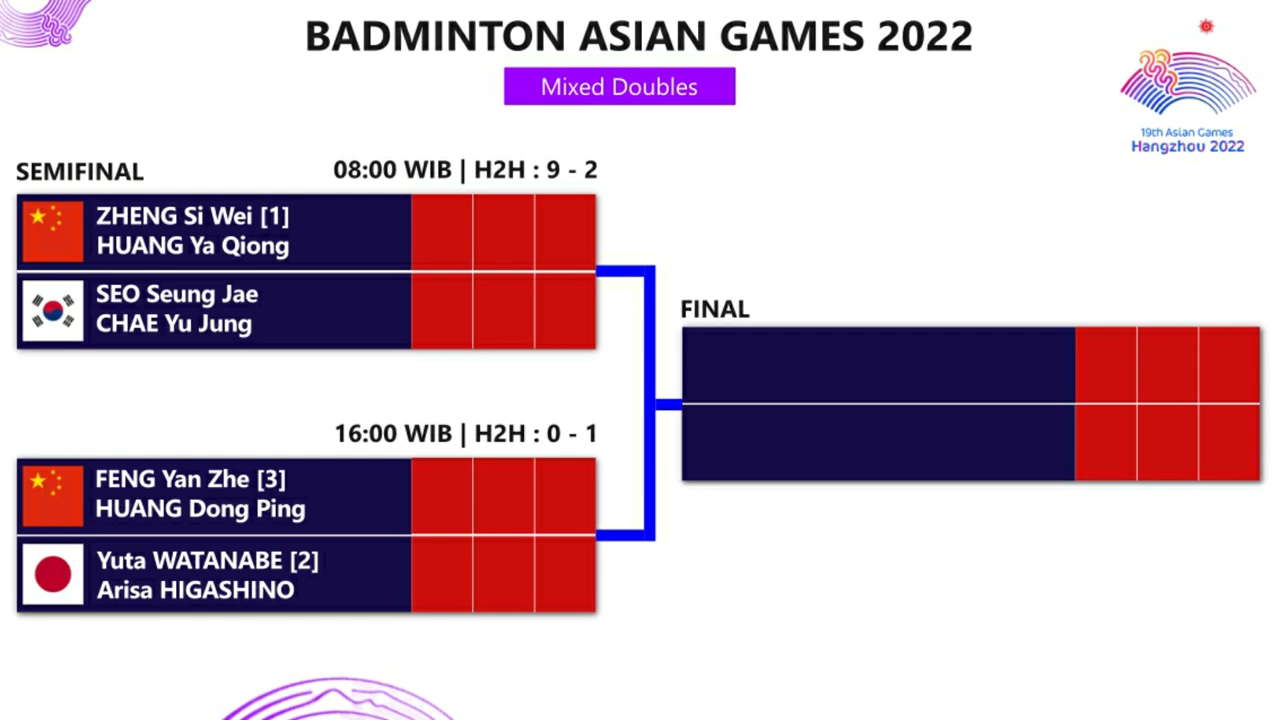 BADMINTON ASIAN GAMES 2022
Mixed Doubles
19th Asian Games
Hangzhou 2022
SEMIFINAL
08:00 WIB | H2H : 9 - 2
ZHENG Si Wei [1]
HUANG Ya Qiong
SEO Seung Jae
CHAE Yu Jung
FINAL
16:00 WIB | H2H : 0 - 1
FENG Yan Zhe [3]
HUANG Dong Ping
Yuta WATANABE [2]
Arisa HIGASHINO